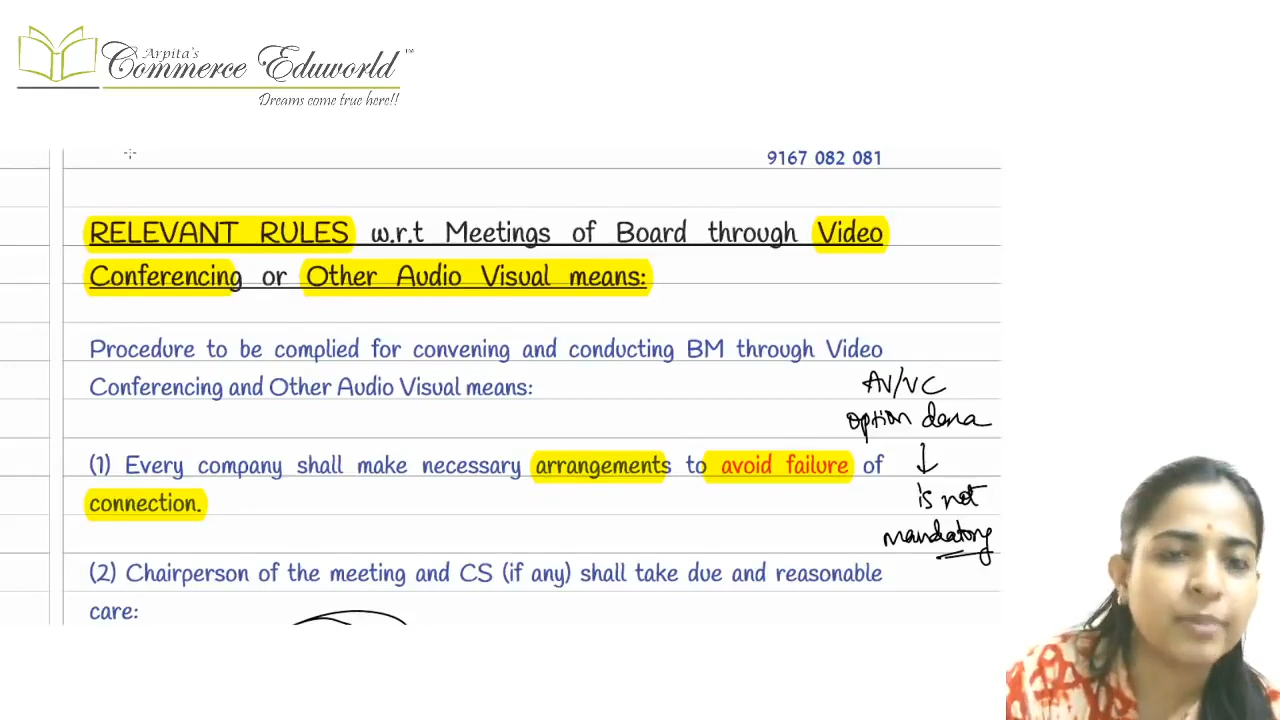 Arpita's
Commerce Eduworld™
Dreams come true here!!
9167 082 081
RELEVANT RULES w.r.t Meetings of Board through Video
Conferencing or Other Audio Visual means:
Procedure to be complied for convening and conducting BM through Video
Conferencing and Other Audio Visual means:
AV/VC
option dena
↓
is not
mandatory
(1) Every company shall make necessary arrangements to avoid failure of
connection.
(2) Chairperson of the meeting and CS (if any) shall take due and reasonable
care: